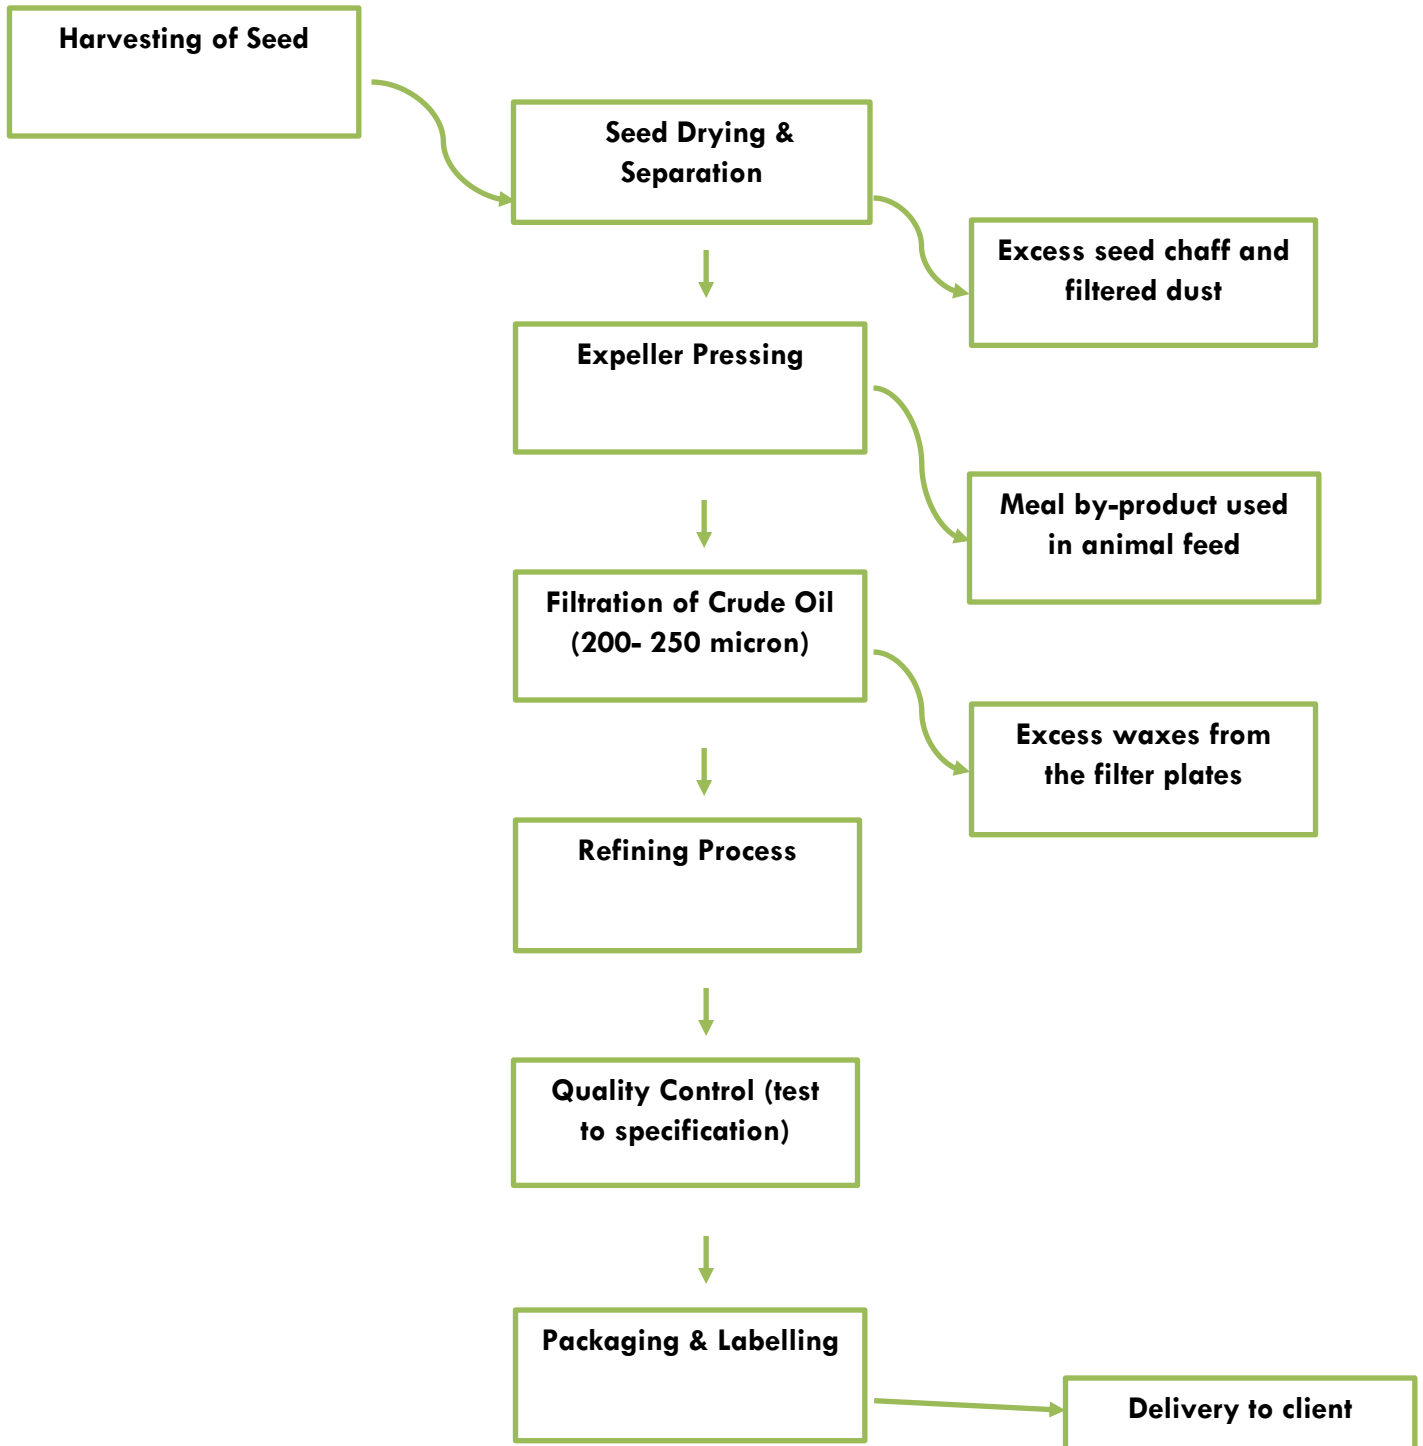 Harvesting of Seed
Seed Drying &
Separation
Excess seed chaff and
filtered dust
Expeller Pressing
Meal by-product used
in animal feed
Filtration of Crude Oil
(200- 250 micron)
Excess waxes from
the filter plates
Refining Process
Quality Control (test
to specification)
Packaging & Labelling
Delivery to client